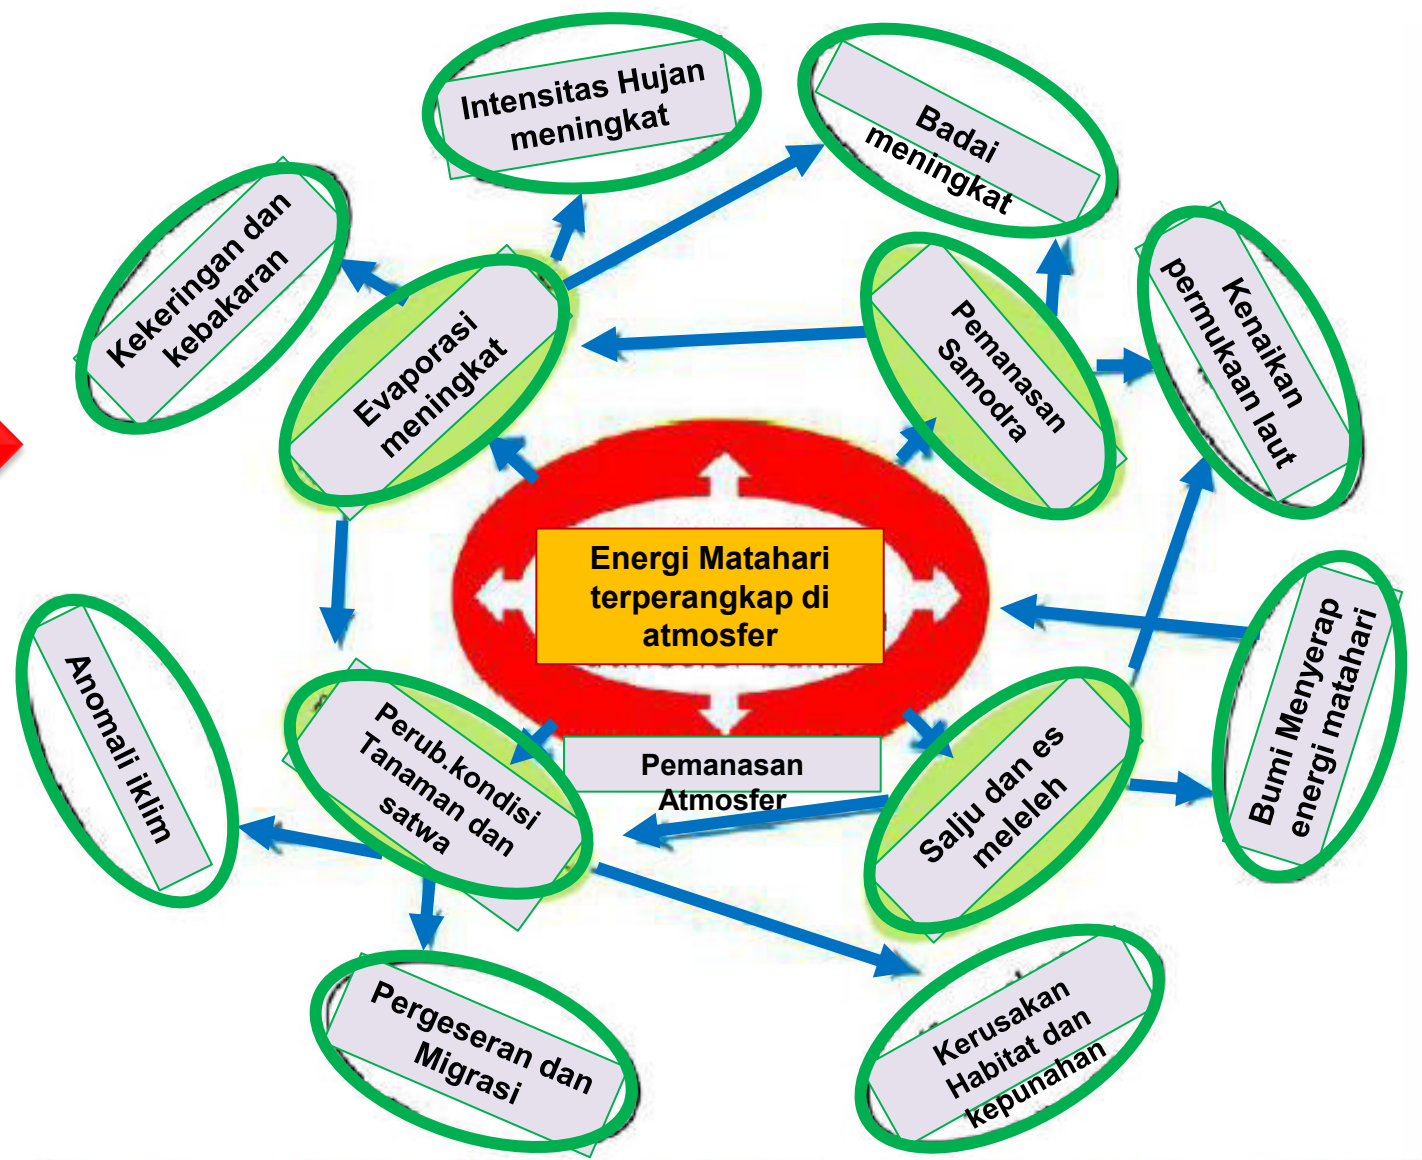 Intensitas Hujan
meningkat
Badai
meningkat
Kekeringan dan
kebakaran
Evaporasi
meningkat
Pemanasan
Samodra
Kenaikan
permukaan laut
Energi Matahari
terperangkap di
atmosfer
Anomali iklim
Perub.kondisi
Tanaman dan
satwa
Pemanasan
Atmosfer
Salju dan es
meleleh
Bumi Menyerap
energi matahari
Pergeseran dan
Migrasi
Kerusakan
Habitat dan
kepunahan